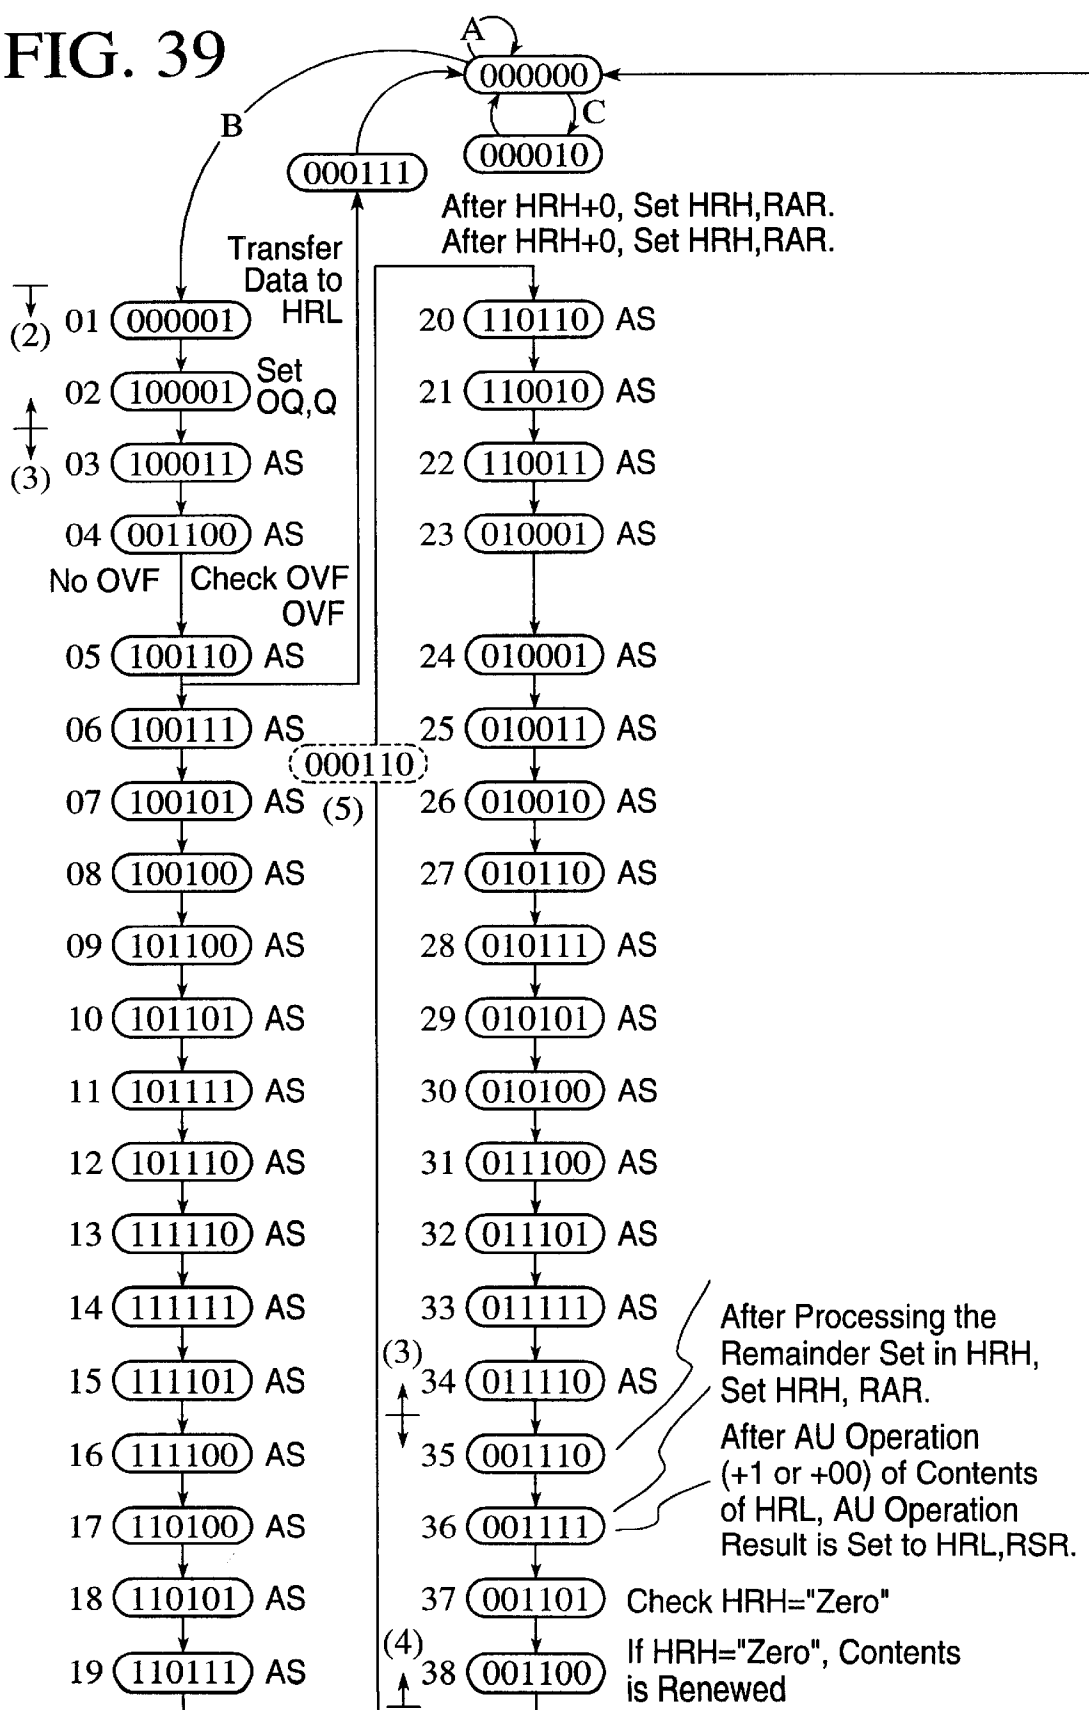 FIG. 39
A
000000
B
C
000010
000111
After HRH+0, Set HRH,RAR.
After HRH+0, Set HRH,RAR.
Transfer
Data to
HRL
(2)
01 000001
02 100001 Set
OQ,Q
(3)
03 100011 AS
04 001100 AS
No OVF
Check OVF
OVF
05 100110 AS
06 100111 AS
000110
(5)
07 100101 AS
08 100100 AS
09 101100 AS
10 101101 AS
11 101111 AS
12 101110 AS
13 111110 AS
14 111111 AS
15 111101 AS
16 111100 AS
17 110100 AS
18 110101 AS
19 110111 AS
20 110110 AS
21 110010 AS
22 110011 AS
23 010001 AS
24 010001 AS
25 010011 AS
26 010010 AS
27 010110 AS
28 010111 AS
29 010101 AS
30 010100 AS
31 011100 AS
32 011101 AS
33 011111 AS
(3)
34 011110 AS
35 001110
After Processing the
Remainder Set in HRH,
Set HRH, RAR.
36 001111
After AU Operation
(+1 or +00) of Contents
of HRL, AU Operation
Result is Set to HRL,RSR.
37 001101 Check HRH="Zero"
(4)
38 001100 If HRH="Zero", Contents
is Renewed